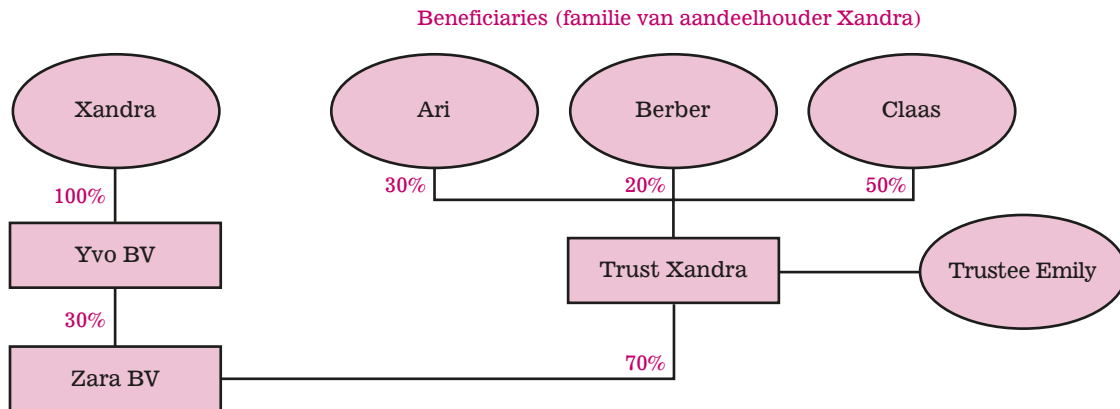 Beneficiaries (familie van aandeelhouder Xandra)
Xandra
Ari
Berber
Claas
30%
20%
50%
100%
Yvo BV
Trust Xandra
Trustee Emily
30%
70%
Zara BV